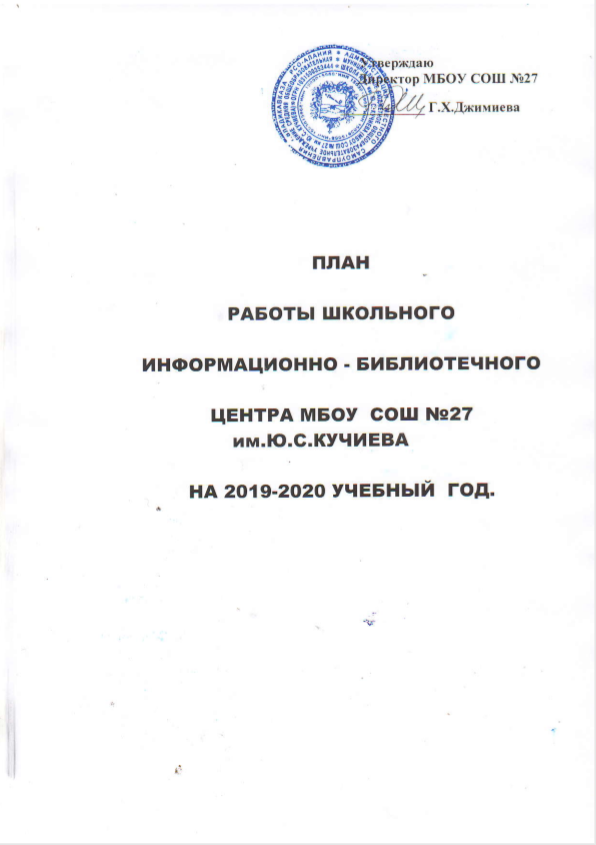 Утверждаю
Директор МБОУ СОШ №27
Г.Х.Джимиева
ПЛАН
РАБОТЫ ШКОЛЬНОГО
ИНФОРМАЦИОННО - БИБЛИОТЕЧНОГО
ЦЕНТРА МБОУ СОШ №27
им.Ю.С.КУЧИЕВА
НА 2019-2020 УЧЕБНЫЙ ГОД.